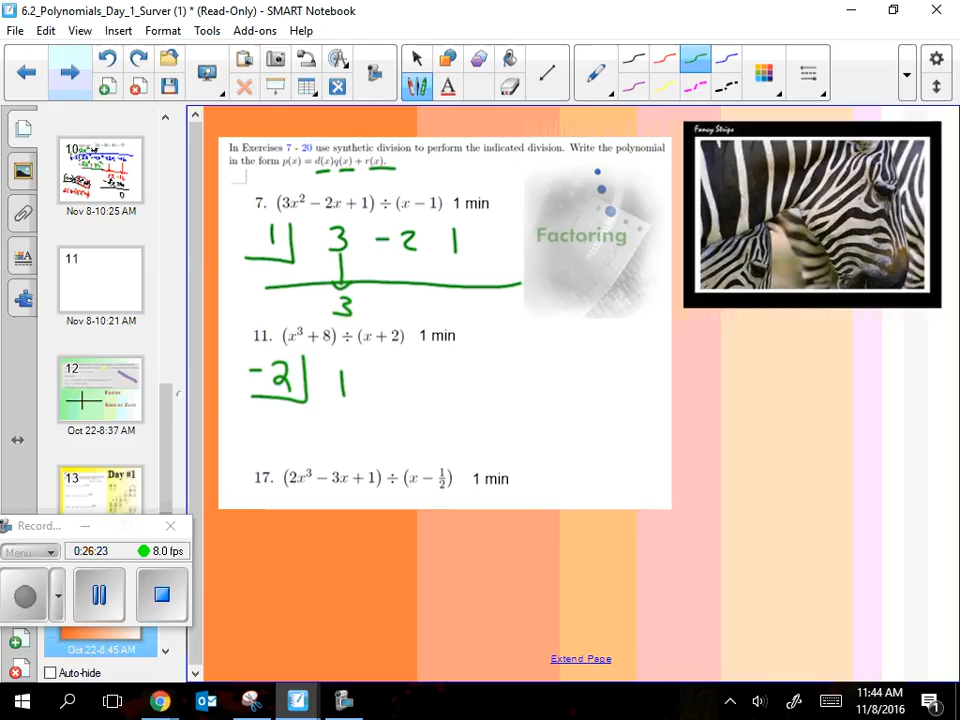 6.2_Polynomials_Day_1_Surver (1) * (Read-Only) - SMART Notebook
File Edit View Insert Format Tools Add-ons Help
In Exercises 7 - 20 use synthetic division to perform the indicated division. Write the polynomial
in the form p(x) = d(x)q(x) + r(x).
7. (3x² − 2x + 1) ÷ (x − 1) 1 min
1 3 -2 1
3
Factoring
11. (x³ + 8) ÷ (x + 2) 1 min
-2 1
17. (2x³ − 3x + 1) ÷ (x − ½) 1 min
Fancy Strips
Extend Page
10
Nov 8-10:25 AM
11
Nov 8-10:21 AM
12
Factor
Oct 22-8:37 AM
13
Day #1
Record...
Menu
0:26:23
8.0 fps
Oct 22-8:45 AM
Auto-hide
11:44 AM
11/8/2016
1